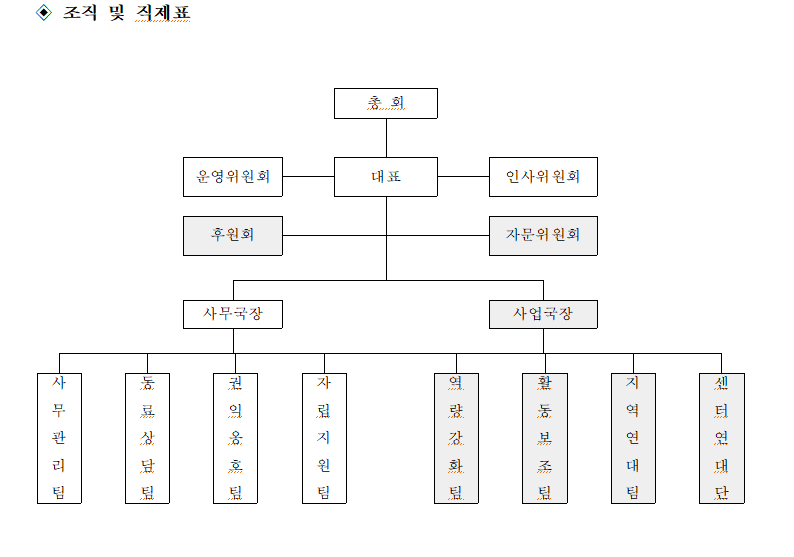 조직 및 직제표
총 회
운영위원회 대표 인사위원회
후원회 자문위원회
사무국장 사업국장
사무관리팀
동료상담팀
권익옹호팀
자립지원팀
역량강화팀
활동보조팀
지역연대팀
센터연대단